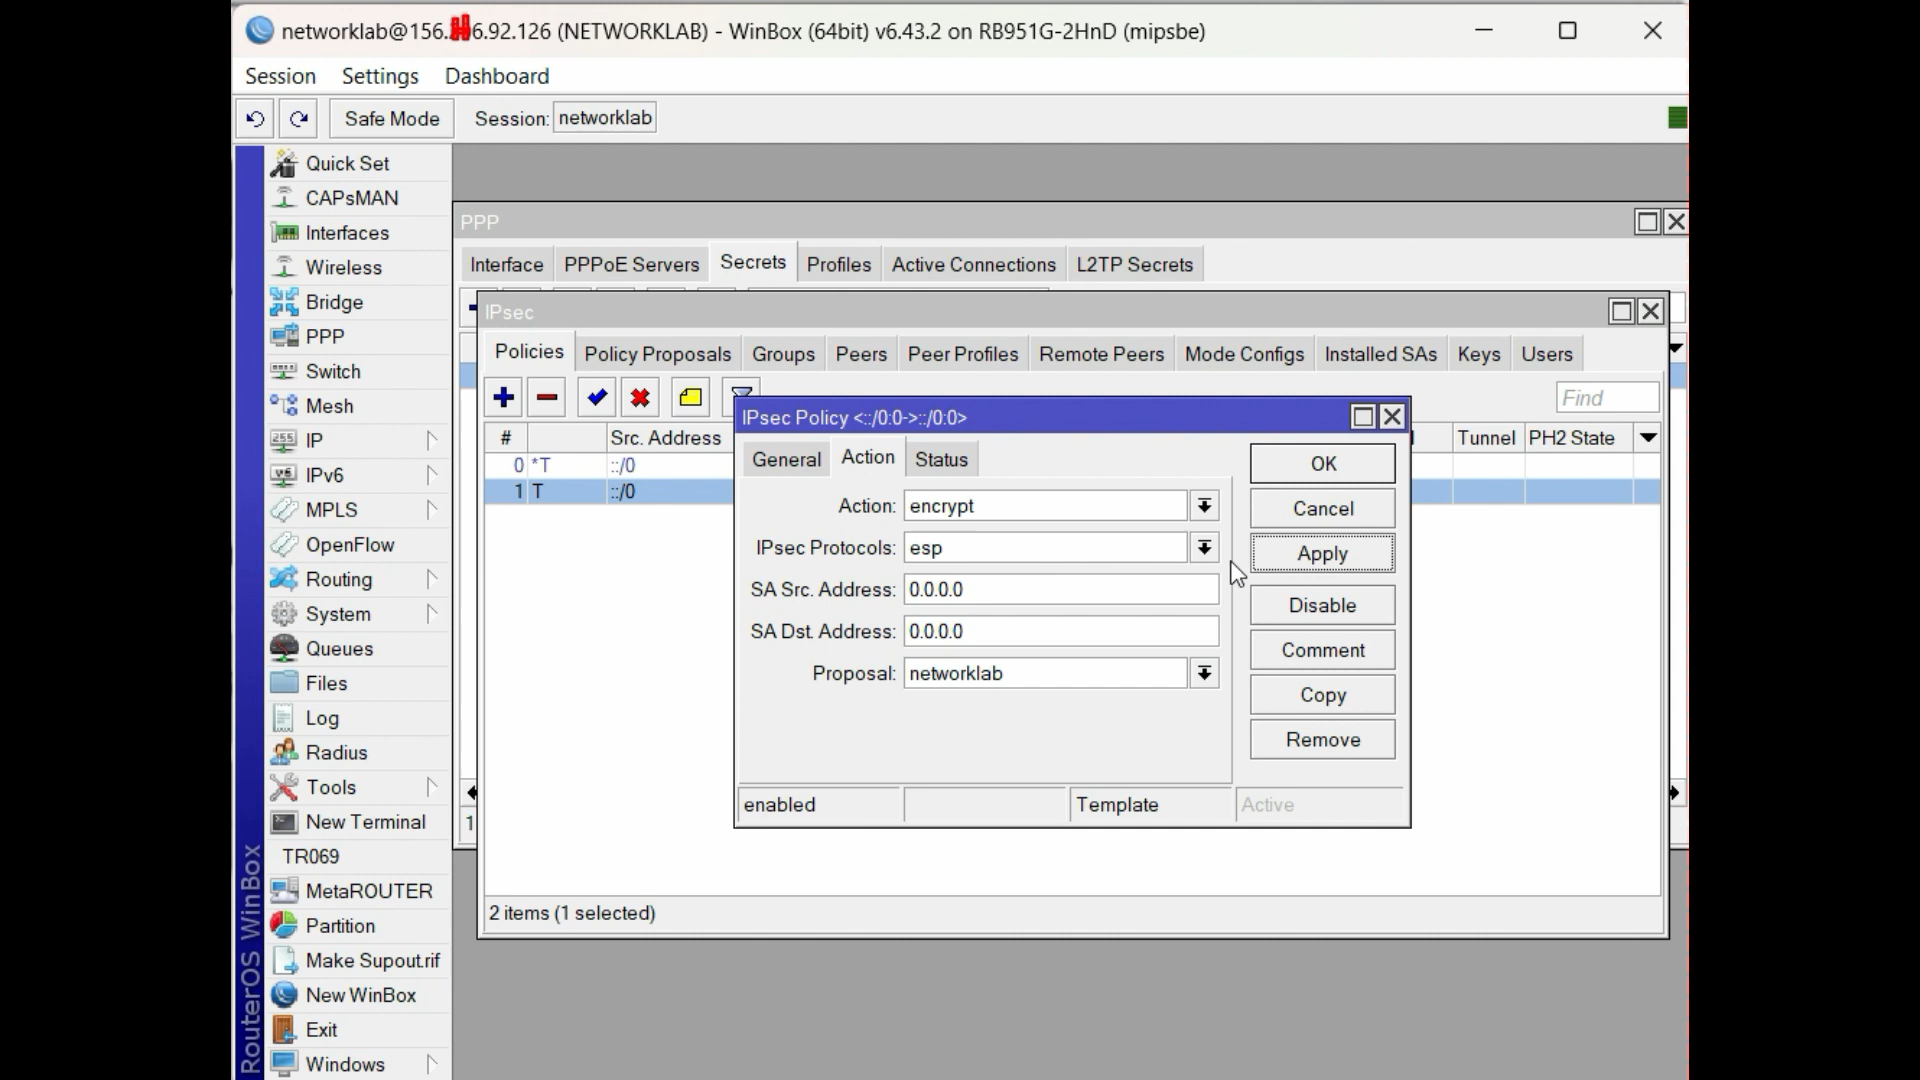 networklab@156. 6.92.126 (NETWORKLAB) - WinBox (64bit) v6.43.2 on RB951G-2HnD (mipsbe)
Session Settings Dashboard
Safe Mode Session: networklab
Quick Set
CAPsMAN
Interfaces
Wireless
Bridge
PPP
Switch
Mesh
IP
IPv6
MPLS
OpenFlow
Routing
System
Queues
Files
Log
Radius
Tools
New Terminal
TR069
MetaROUTER
Partition
Make Supout.rif
New WinBox
Exit
Windows
RouterOS WinBox
PPP
Interface PPPoE Servers Secrets Profiles Active Connections L2TP Secrets
1
IPsec
Policies Policy Proposals Groups Peers Peer Profiles Remote Peers Mode Configs Installed SAs Keys Users
Find
# Src. Address Tunnel PH2 State
0 *T ::/0
1 T ::/0
2 items (1 selected)
IPsec Policy <::/0:0->::/0:0>
General Action Status
Action: encrypt
IPsec Protocols: esp
SA Src. Address: 0.0.0.0
SA Dst. Address: 0.0.0.0
Proposal: networklab
OK
Cancel
Apply
Disable
Comment
Copy
Remove
enabled Template Active